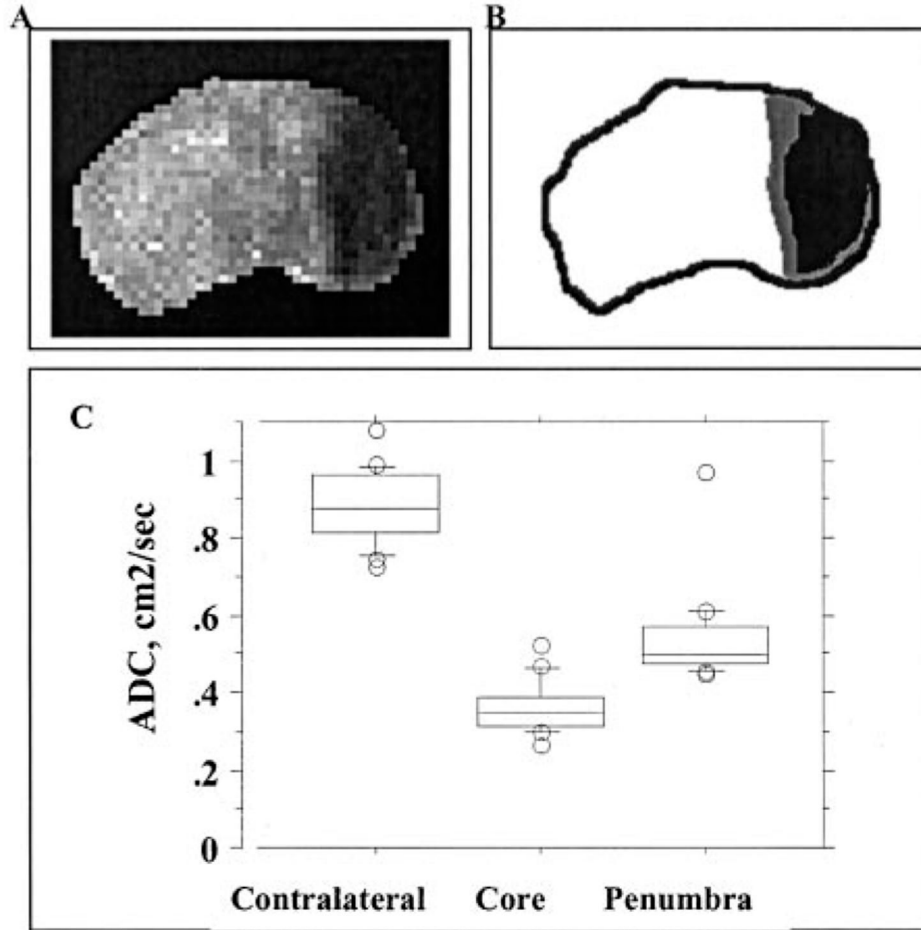 A
B
C
ADC, cm2/sec
1
.8
.6
.4
.2
0
Contralateral Core Penumbra